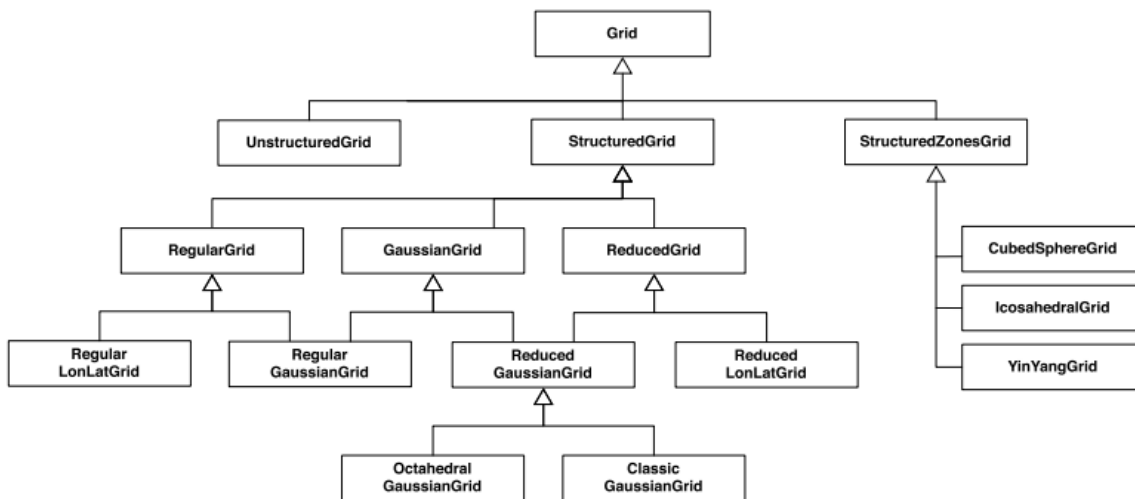 Grid
UnstructuredGrid
StructuredGrid
StructuredZonesGrid
RegularGrid
GaussianGrid
ReducedGrid
CubedSphereGrid
IcosahedralGrid
YinYangGrid
Regular
LonLatGrid
Regular
GaussianGrid
Reduced
GaussianGrid
Reduced
LonLatGrid
Octahedral
GaussianGrid
Classic
GaussianGrid